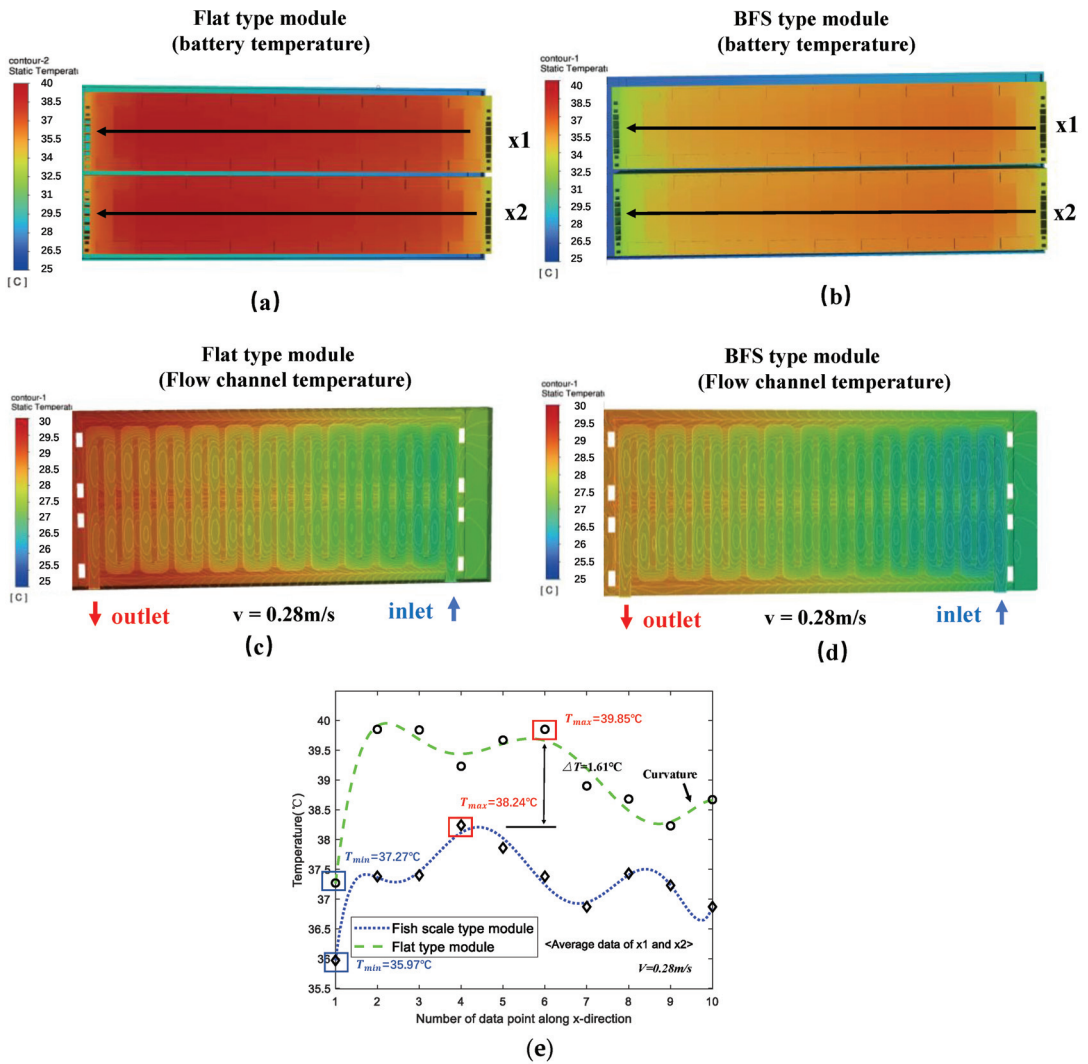 Flat type module
(battery temperature)
contour-2
Static Temperatu
40
38.5
37
35.5
34
32.5
31
29.5
28
26.5
25
[ C ]
x1
x2
(a)
BFS type module
(battery temperature)
contour-1
Static Temperatu
40
38.5
37
35.5
34
32.5
31
29.5
28
26.5
25
[ C ]
x1
x2
(b)
Flat type module
(Flow channel temperature)
contour-1
Static Temperatu
30
29.5
29
28.5
28
27.5
27
26.5
26
25.5
25
[ C ]
outlet
v = 0.28m/s
inlet
(c)
BFS type module
(Flow channel temperature)
contour-1
Static Temperatu
30
29.5
29
28.5
28
27.5
27
26.5
26
25.5
25
[ C ]
outlet
v = 0.28m/s
inlet
(d)
Temperature(℃)
40
39.5
39
38.5
38
37.5
37
36.5
36
35.5
Tmax=39.85℃
△T=1.61℃
Curvature
Tmax=38.24℃
Tmin=37.27℃
Fish scale type module
Flat type module
<Average data of x1 and x2>
Tmin=35.97℃
V=0.28m/s
1 2 3 4 5 6 7 8 9 10
Number of data point along x-direction
(e)